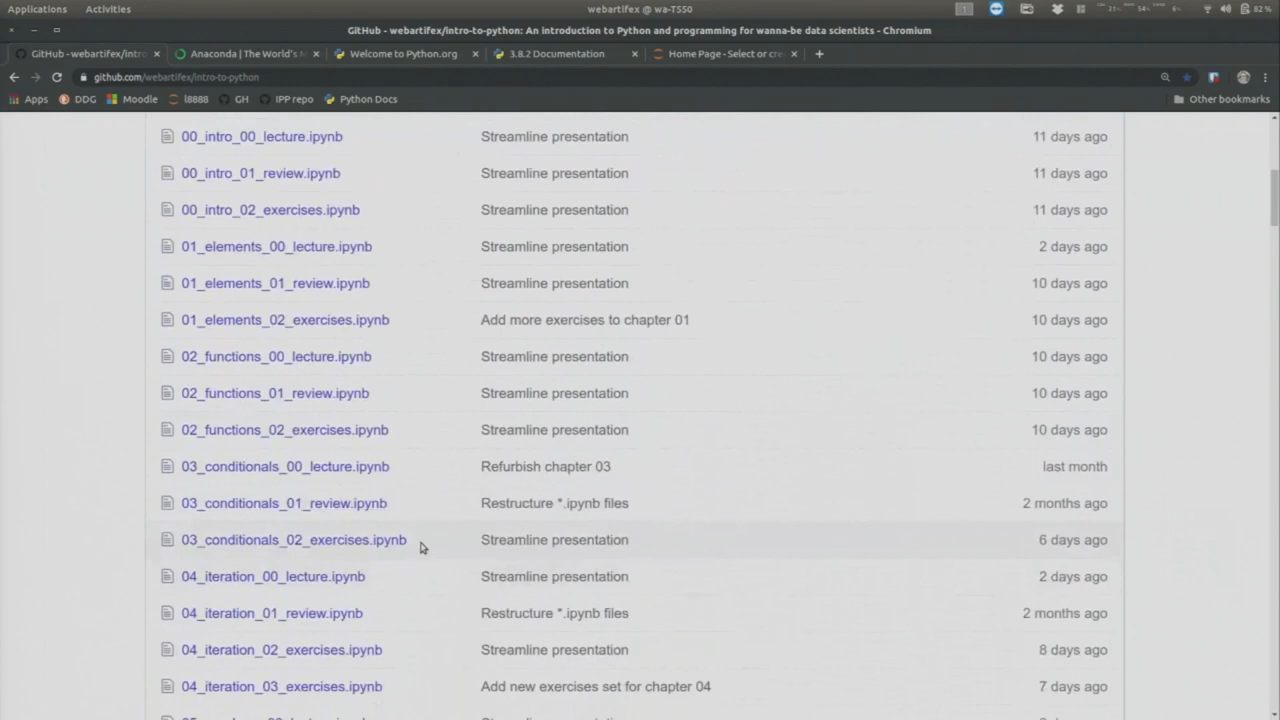 Applications Activities webartifex @ wa-T550 82 %
GitHub - webartifex/intro-to-python: An introduction to Python and programming for wanna-be data scientists - Chromium
GitHub - webartifex/intro Anaconda | The World's M Welcome to Python.org 3.8.2 Documentation Home Page - Select or cre
github.com/webartifex/intro-to-python
Apps DDG Moodle l8888 GH IPP repo Python Docs Other bookmarks
00_intro_00_lecture.ipynb Streamline presentation 11 days ago
00_intro_01_review.ipynb Streamline presentation 11 days ago
00_intro_02_exercises.ipynb Streamline presentation 11 days ago
01_elements_00_lecture.ipynb Streamline presentation 2 days ago
01_elements_01_review.ipynb Streamline presentation 10 days ago
01_elements_02_exercises.ipynb Add more exercises to chapter 01 10 days ago
02_functions_00_lecture.ipynb Streamline presentation 10 days ago
02_functions_01_review.ipynb Streamline presentation 10 days ago
02_functions_02_exercises.ipynb Streamline presentation 10 days ago
03_conditionals_00_lecture.ipynb Refurbish chapter 03 last month
03_conditionals_01_review.ipynb Restructure *.ipynb files 2 months ago
03_conditionals_02_exercises.ipynb Streamline presentation 6 days ago
04_iteration_00_lecture.ipynb Streamline presentation 2 days ago
04_iteration_01_review.ipynb Restructure *.ipynb files 2 months ago
04_iteration_02_exercises.ipynb Streamline presentation 8 days ago
04_iteration_03_exercises.ipynb Add new exercises set for chapter 04 7 days ago